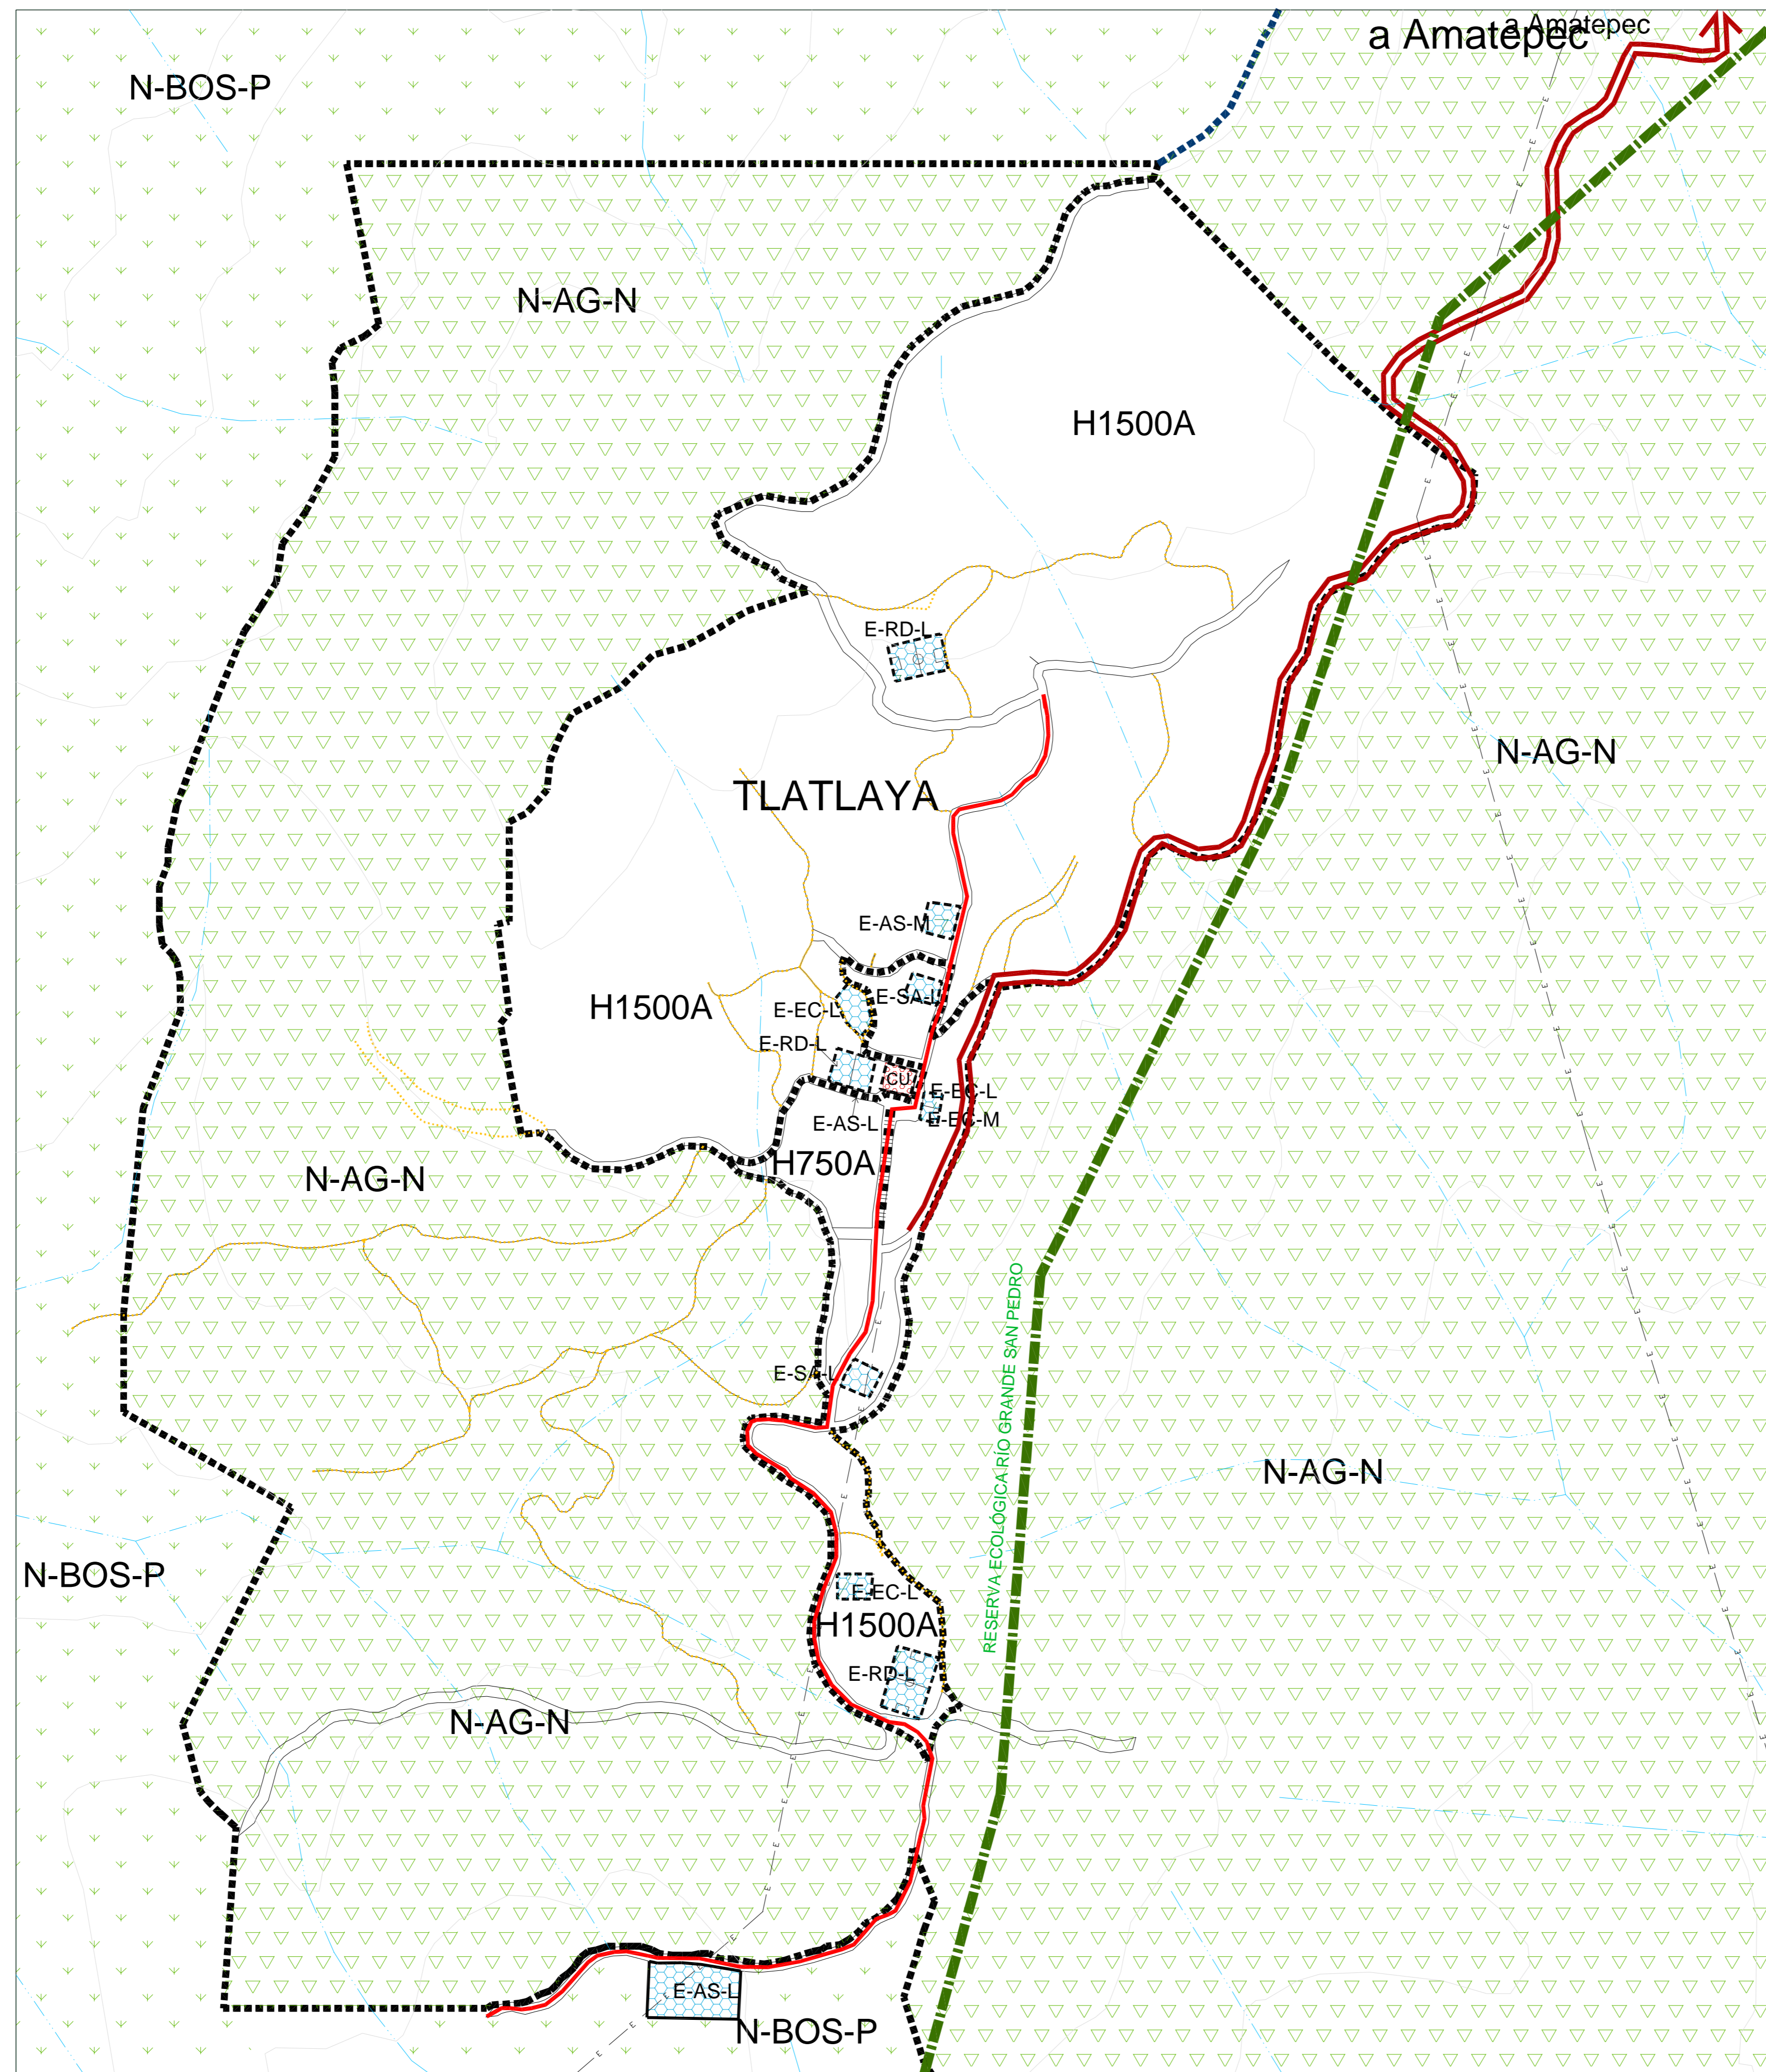 a Amatepec
a Amatepec
N-BOS-P
N-AG-N
H1500A
E-RD-L
N-AG-N
TLATLAYA
E-AS-M
E-SA-L
H1500A
E-EC-L
E-RD-L
CU
E-EC-L
E-AS-L
E-EC-M
H750A
N-AG-N
RESERVA ECOLÓGICA RÍO GRANDE SAN PEDRO
E-SA-L
N-AG-N
N-BOS-P
E-EC-L
H1500A
E-RD-L
N-AG-N
E-AS-L
N-BOS-P